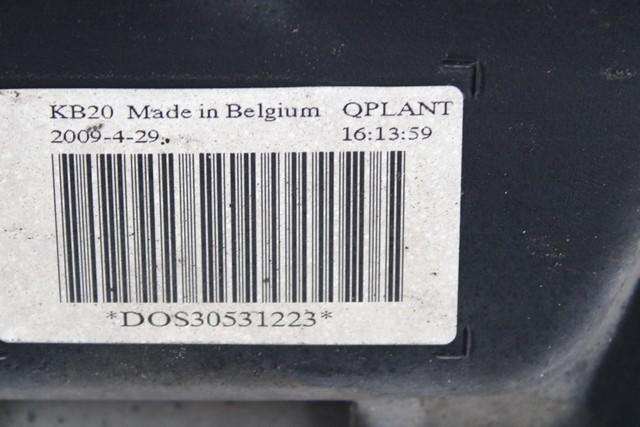 KB20 Made in Belgium QPLANT
2009-4-29. 16:13:59
*DOS30531223*